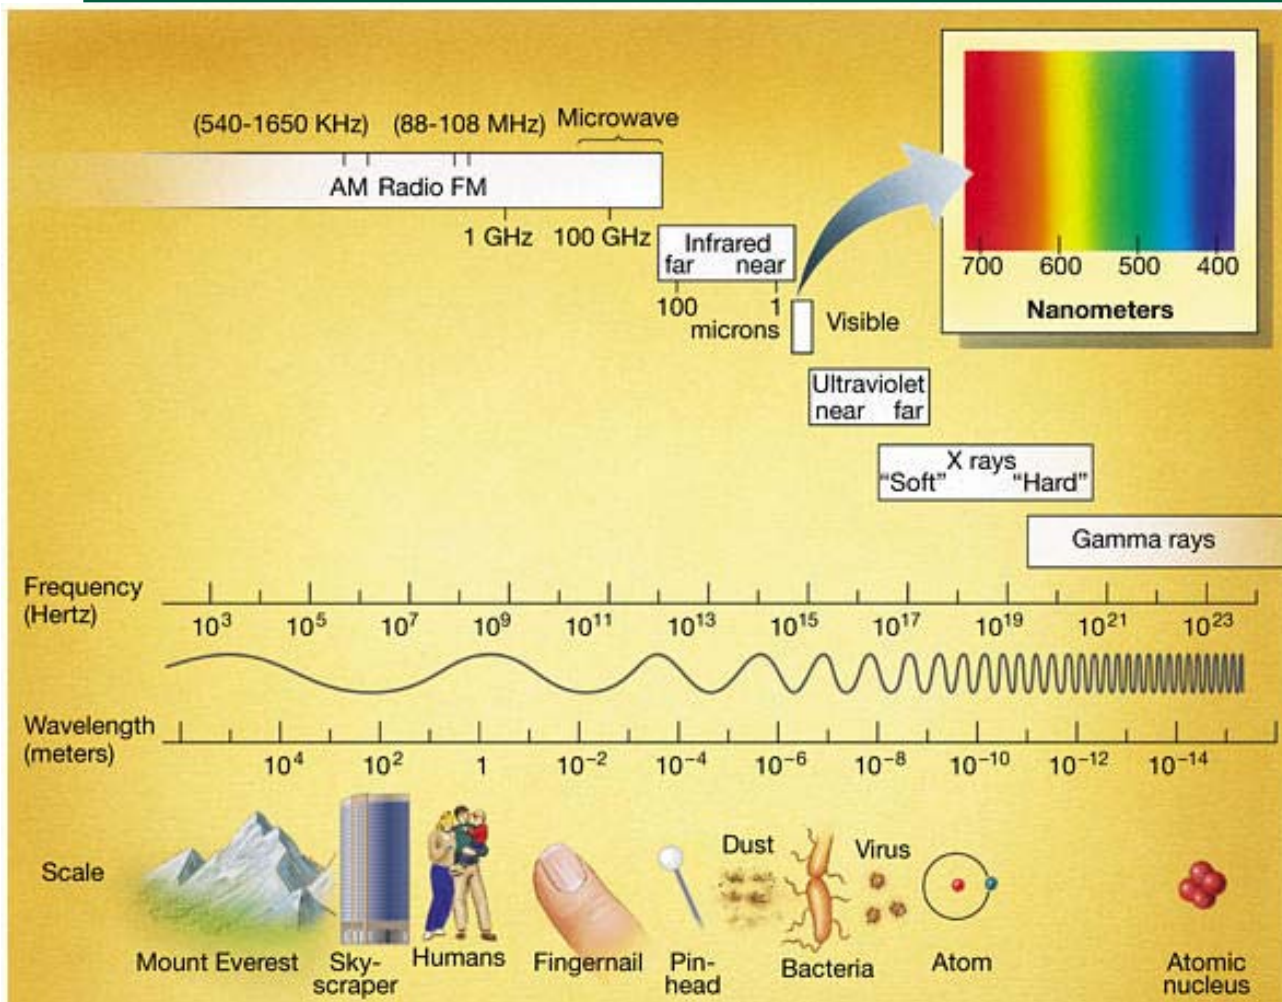 (540-1650 KHz) (88-108 MHz) Microwave
AM Radio FM
1 GHz 100 GHz
Infrared
far near
100 1
microns
Visible
700 600 500 400
Nanometers
Ultraviolet
near far
X rays
“Soft” “Hard”
Gamma rays
Frequency
(Hertz)
10³ 10⁵ 10⁷ 10⁹ 10¹¹ 10¹³ 10¹⁵ 10¹⁷ 10¹⁹ 10²¹ 10²³
Wavelength
(meters)
10⁴ 10² 1 10⁻² 10⁻⁴ 10⁻⁶ 10⁻⁸ 10⁻¹⁰ 10⁻¹² 10⁻¹⁴
Scale
Dust
Virus
Mount Everest
Sky-
scraper
Humans
Fingernail
Pin-
head
Bacteria
Atom
Atomic
nucleus